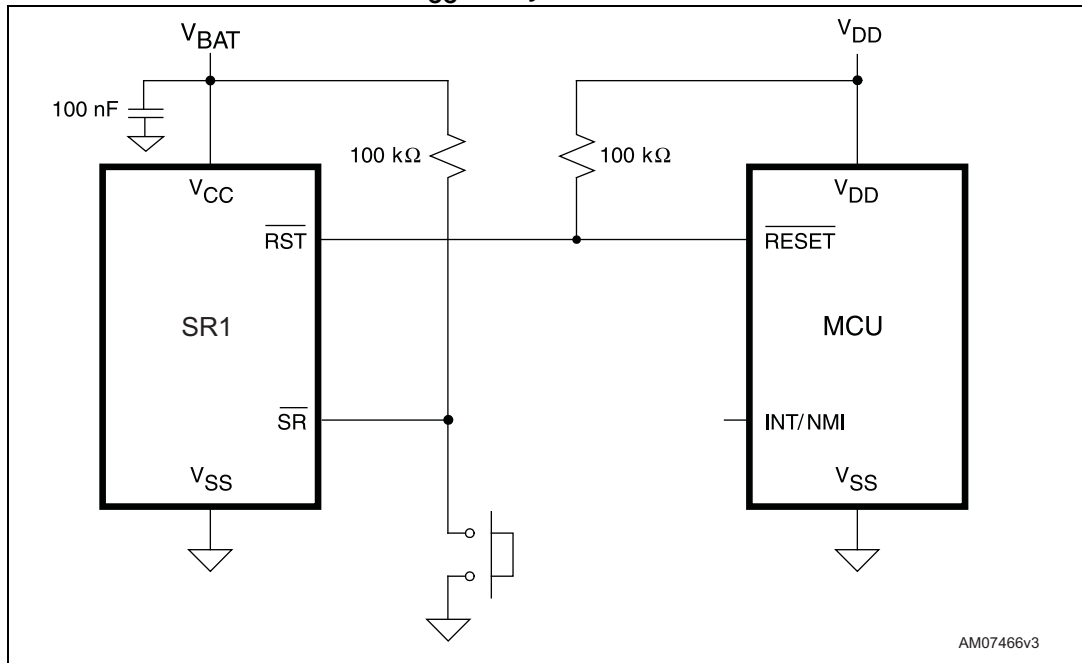 V_BAT
V_DD
100 nF
100 kΩ
100 kΩ
V_CC
V_DD
RST
RESET
SR1
MCU
SR
INT/NMI
V_SS
V_SS
AM07466v3